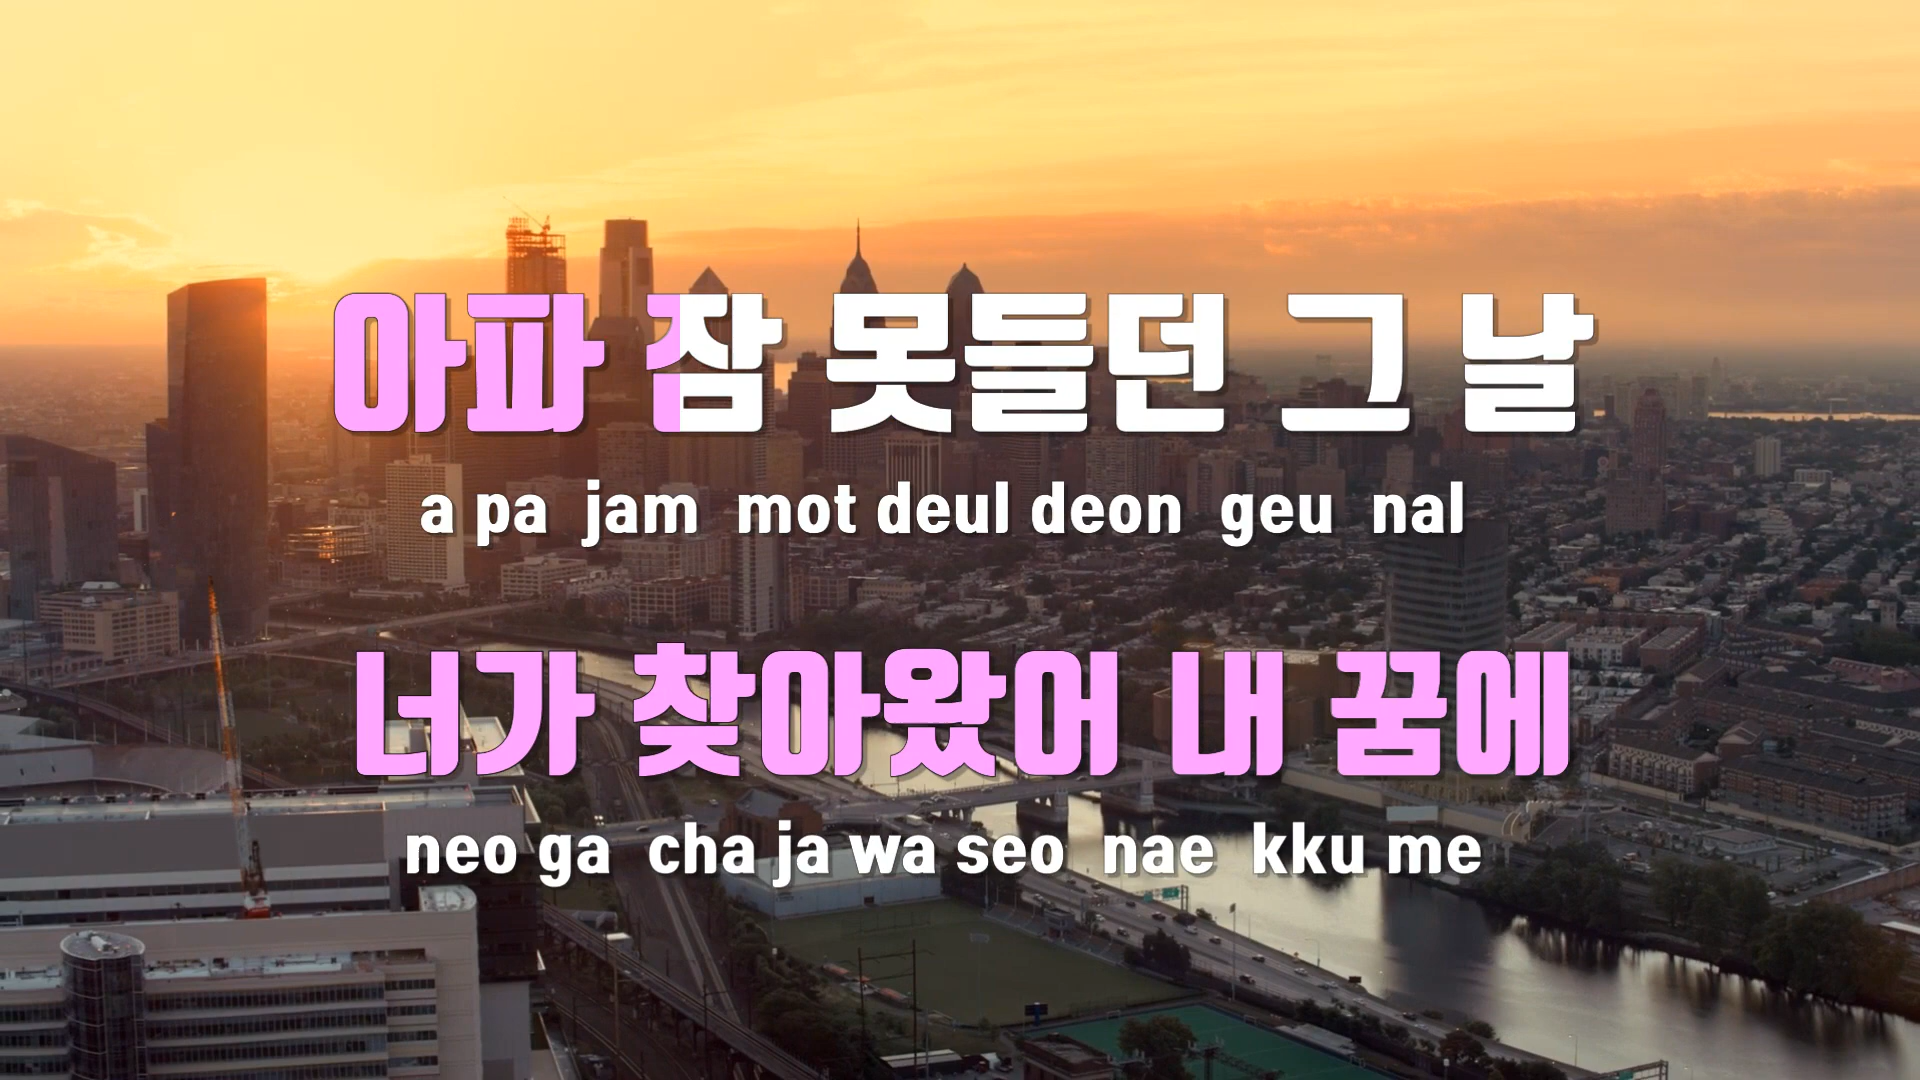 아파 잠 못들던 그 날
a pa jam mot deul deon geu nal
너가 찾아왔어 내 꿈에
neo ga cha ja wa seo nae kku me